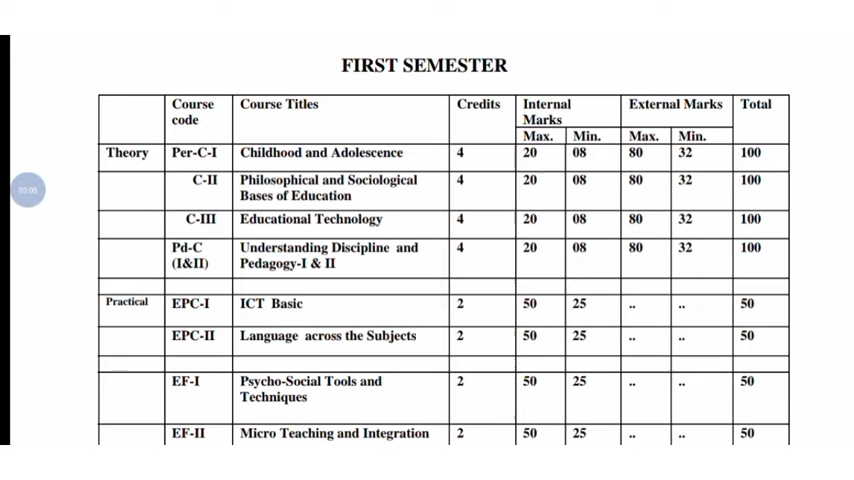 FIRST SEMESTER
Course code Course Titles Credits Internal Marks External Marks Total
Max. Min. Max. Min.
Theory Per-C-I Childhood and Adolescence 4 20 08 80 32 100
C-II Philosophical and Sociological Bases of Education 4 20 08 80 32 100
03:00
C-III Educational Technology 4 20 08 80 32 100
Pd-C (I&II) Understanding Discipline and Pedagogy-I & II 4 20 08 80 32 100
Practical EPC-I ICT Basic 2 50 25 .. .. 50
EPC-II Language across the Subjects 2 50 25 .. .. 50
EF-I Psycho-Social Tools and Techniques 2 50 25 .. .. 50
EF-II Micro Teaching and Integration 2 50 25 .. .. 50